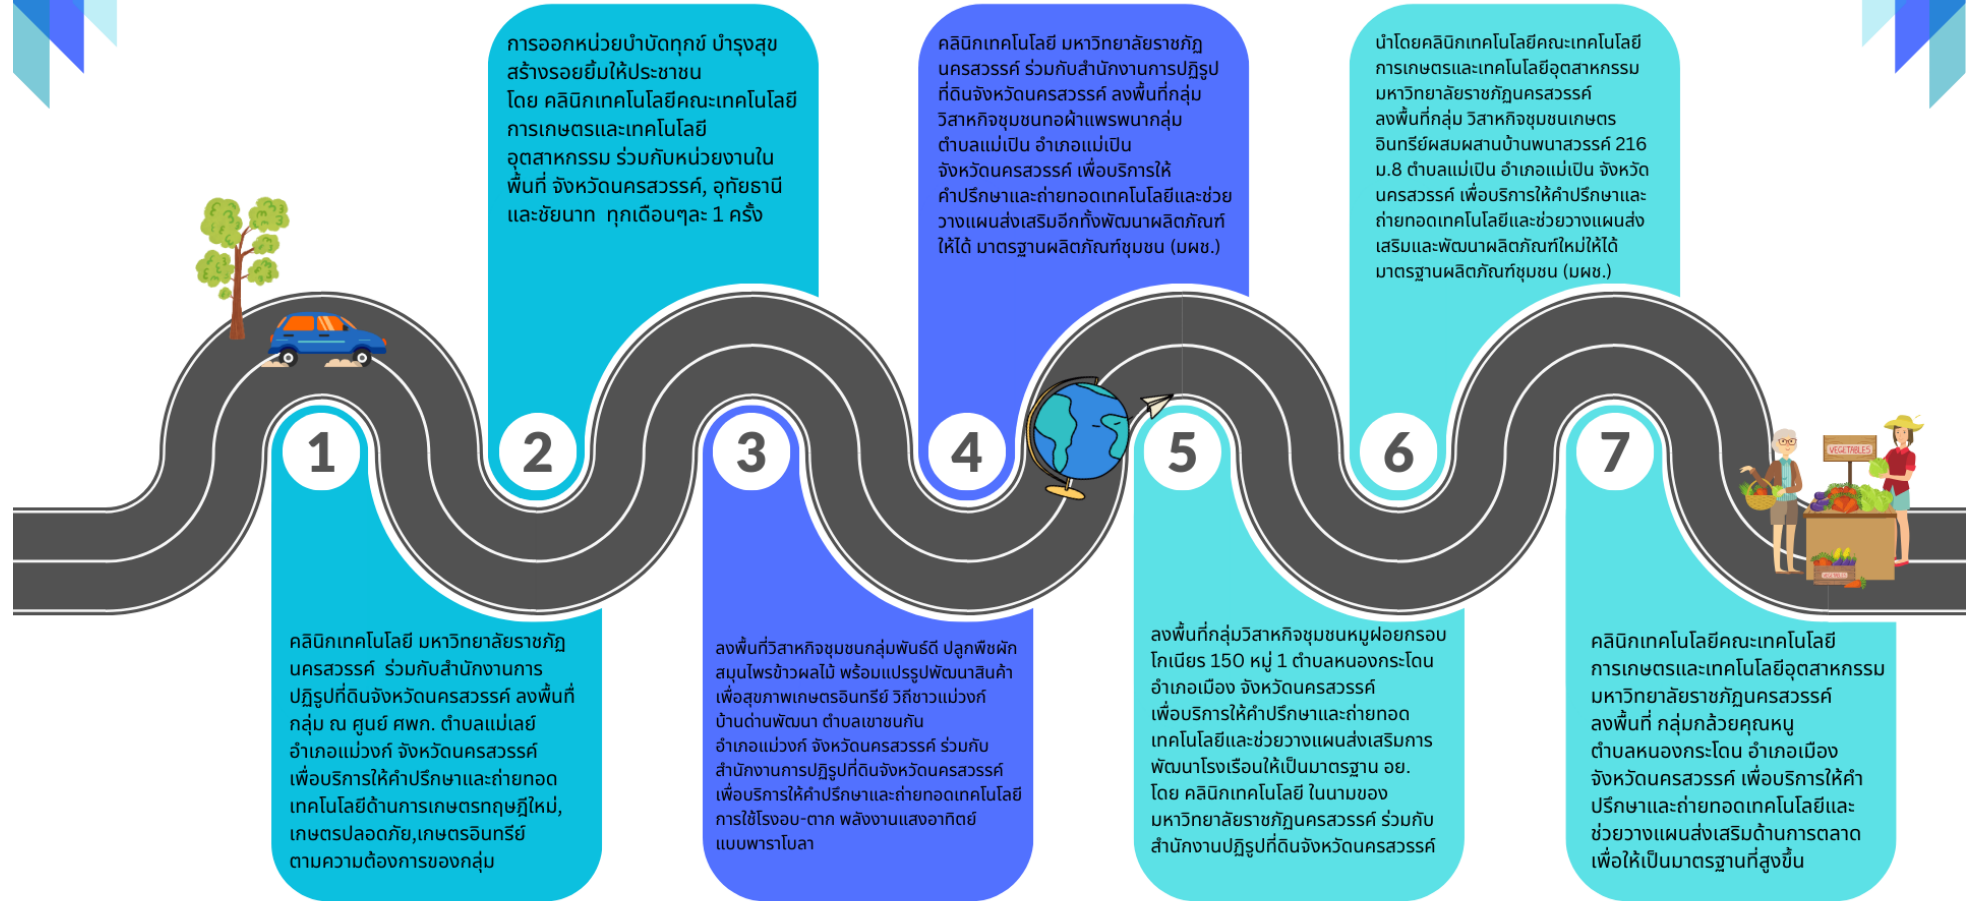 1
คลินิกเทคโนโลยี มหาวิทยาลัยราชภัฏ
นครสวรรค์ ร่วมกับสำนักงานการ
ปฏิรูปที่ดินจังหวัดนครสวรรค์ ลงพื้นที่
กลุ่ม ณ ศูนย์ ศพก. ตำบลแม่เลย์
อำเภอแม่วงก์ จังหวัดนครสวรรค์
เพื่อบริการให้คำปรึกษาและถ่ายทอด
เทคโนโลยีด้านการเกษตรทฤษฎีใหม่,
เกษตรปลอดภัย,เกษตรอินทรีย์
ตามความต้องการของกลุ่ม
2
การออกหน่วยบำบัดทุกข์ บำรุงสุข
สร้างรอยยิ้มให้ประชาชน
โดย คลินิกเทคโนโลยีคณะเทคโนโลยี
การเกษตรและเทคโนโลยี
อุตสาหกรรม ร่วมกับหน่วยงานใน
พื้นที่ จังหวัดนครสวรรค์, อุทัยธานี
และชัยนาท ทุกเดือนๆละ 1 ครั้ง
3
ลงพื้นที่วิสาหกิจชุมชนกลุ่มพันธ์ดี ปลูกพืชผัก
สมุนไพรข้าวผลไม้ พร้อมแปรรูปพัฒนาสินค้า
เพื่อสุขภาพเกษตรอินทรีย์ วิถีชาวแม่วงก์
บ้านด่านพัฒนา ตำบลเขาชนกัน
อำเภอแม่วงก์ จังหวัดนครสวรรค์ ร่วมกับ
สำนักงานการปฏิรูปที่ดินจังหวัดนครสวรรค์
เพื่อบริการให้คำปรึกษาและถ่ายทอดเทคโนโลยี
การใช้โรงอบ-ตาก พลังงานแสงอาทิตย์
แบบพาราโบลา
4
คลินิกเทคโนโลยี มหาวิทยาลัยราชภัฏ
นครสวรรค์ ร่วมกับสำนักงานการปฏิรูป
ที่ดินจังหวัดนครสวรรค์ ลงพื้นที่กลุ่ม
วิสาหกิจชุมชนทอผ้าแพรพนากลุ่ม
ตำบลแม่เปิน อำเภอแม่เปิน
จังหวัดนครสวรรค์ เพื่อบริการให้
คำปรึกษาและถ่ายทอดเทคโนโลยีและช่วย
วางแผนส่งเสริมอีกทั้งพัฒนาผลิตภัณฑ์
ให้ได้ มาตรฐานผลิตภัณฑ์ชุมชน (มผช.)
5
ลงพื้นที่กลุ่มวิสาหกิจชุมชนหมูฝอยกรอบ
โกเนียร 150 หมู่ 1 ตำบลหนองกระโดน
อำเภอเมือง จังหวัดนครสวรรค์
เพื่อบริการให้คำปรึกษาและถ่ายทอด
เทคโนโลยีและช่วยวางแผนส่งเสริมการ
พัฒนาโรงเรือนให้เป็นมาตรฐาน อย.
โดย คลินิกเทคโนโลยี ในนามของ
มหาวิทยาลัยราชภัฏนครสวรรค์ ร่วมกับ
สำนักงานปฏิรูปที่ดินจังหวัดนครสวรรค์
6
นำโดยคลินิกเทคโนโลยีคณะเทคโนโลยี
การเกษตรและเทคโนโลยีอุตสาหกรรม
มหาวิทยาลัยราชภัฏนครสวรรค์
ลงพื้นที่กลุ่ม วิสาหกิจชุมชนเกษตร
อินทรีย์ผสมผสานบ้านพนาสวรรค์ 216
ม.8 ตำบลแม่เปิน อำเภอแม่เปิน จังหวัด
นครสวรรค์ เพื่อบริการให้คำปรึกษาและ
ถ่ายทอดเทคโนโลยีและช่วยวางแผนส่ง
เสริมและพัฒนาผลิตภัณฑ์ใหม่ให้ได้
มาตรฐานผลิตภัณฑ์ชุมชน (มผช.)
7
คลินิกเทคโนโลยีคณะเทคโนโลยี
การเกษตรและเทคโนโลยีอุตสาหกรรม
มหาวิทยาลัยราชภัฏนครสวรรค์
ลงพื้นที่ กลุ่มกล้วยคุณหนู
ตำบลหนองกระโดน อำเภอเมือง
จังหวัดนครสวรรค์ เพื่อบริการให้คำ
ปรึกษาและถ่ายทอดเทคโนโลยีและ
ช่วยวางแผนส่งเสริมด้านการตลาด
เพื่อให้เป็นมาตรฐานที่สูงขึ้น
VEGETABLES
VEGETABLES